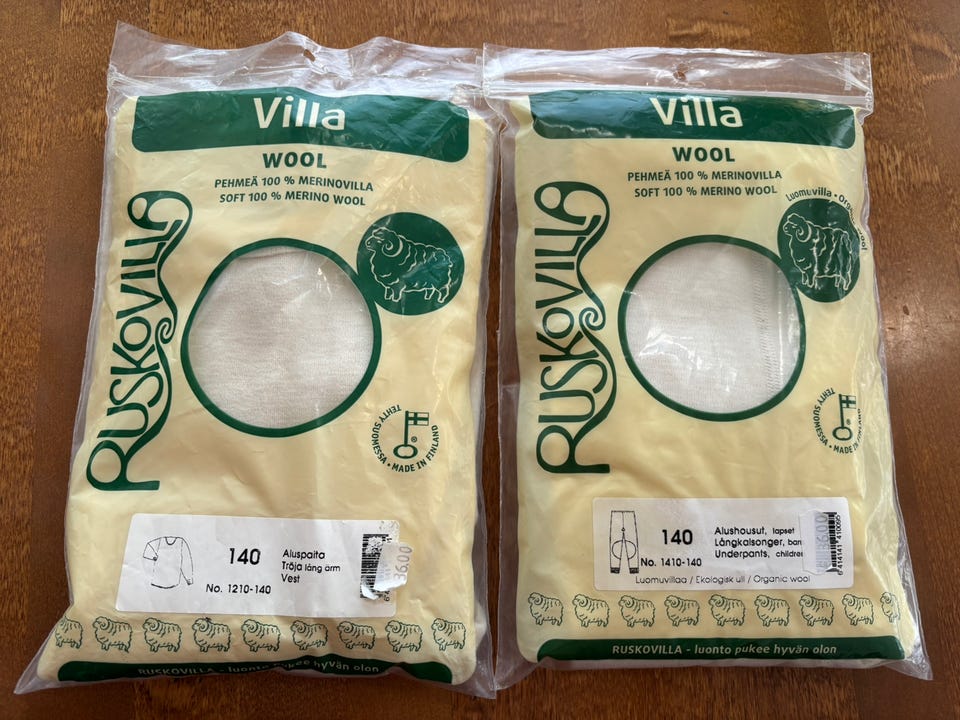 Villa
WOOL
PEHMEÄ 100 % MERINOVILLA
SOFT 100 % MERINO WOOL
RUSKOVILLA
TEHTY SUOMESSA • MADE IN FINLAND
140
Aluspaita
Tröja lång ärm
Vest
No. 1210-140
36.00
RUSKOVILLA - luonto pukee hyvän olon
Villa
WOOL
PEHMEÄ 100 % MERINOVILLA
SOFT 100 % MERINO WOOL
Luomuvilla •
RUSKOVILLA
TEHTY SUOMESSA • MADE IN
140
Alushousut, lapset
Långkalsonger, barn
Underpants, children
No. 1410-140
Luomuvillaa / Ekologisk ull / Organic wool
36.00
6 414141 410095
RUSKOVILLA - luonto pukee hyvän olon